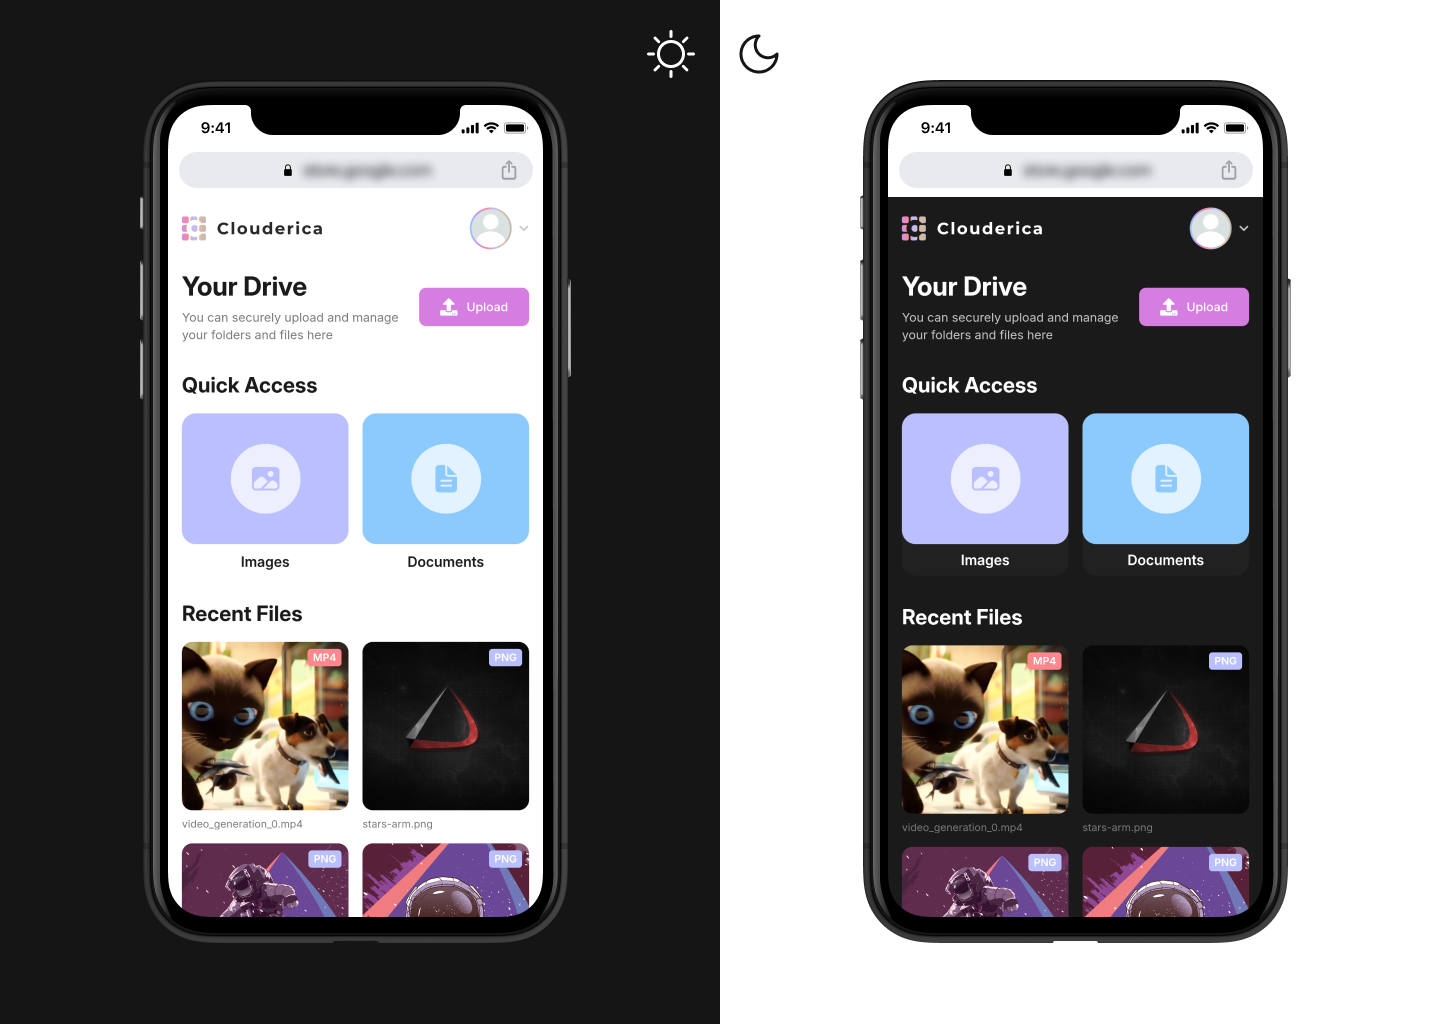 9:41
Clouderica
Your Drive
You can securely upload and manage
your folders and files here
Upload
Quick Access
Images
Documents
Recent Files
MP4
PNG
video_generation_0.mp4
stars-arm.png
PNG
PNG
9:41
Clouderica
Your Drive
You can securely upload and manage
your folders and files here
Upload
Quick Access
Images
Documents
Recent Files
MP4
PNG
video_generation_0.mp4
stars-arm.png
PNG
PNG